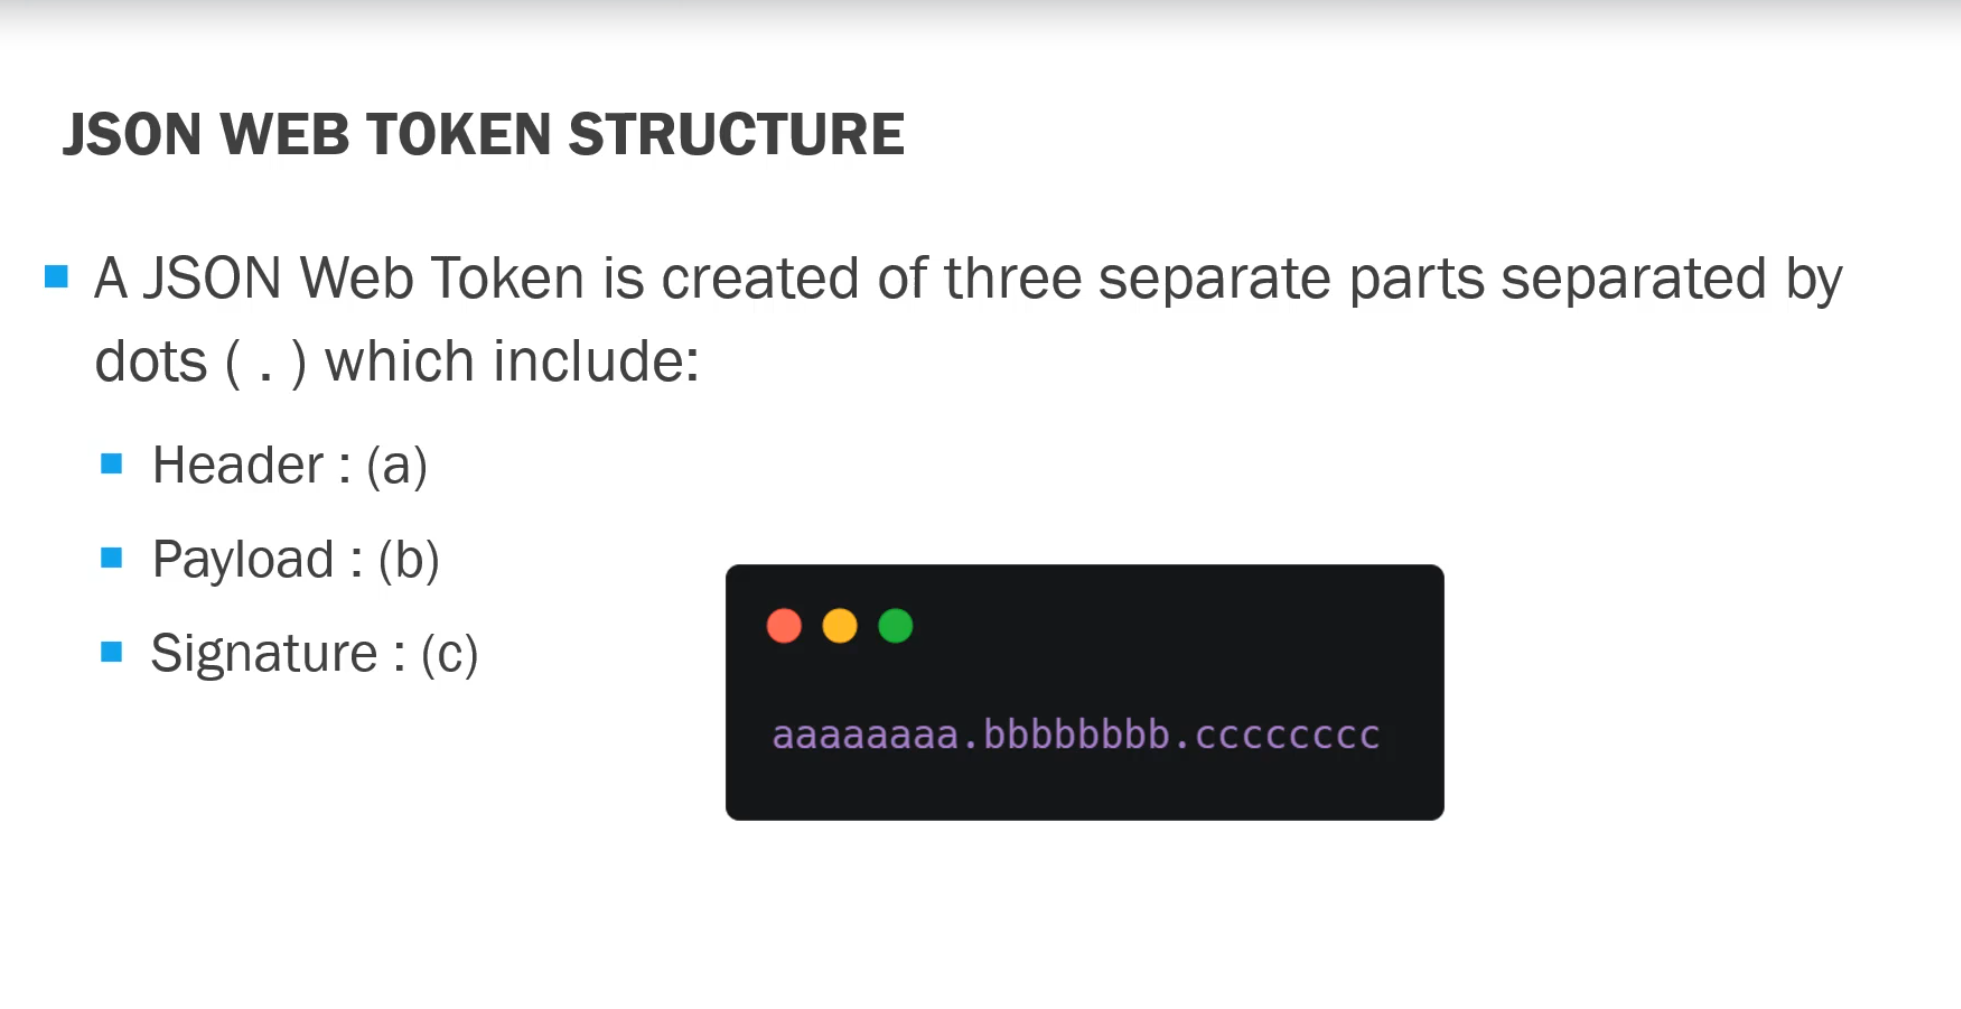 JSON WEB TOKEN STRUCTURE
A JSON Web Token is created of three separate parts separated by
dots ( . ) which include:
Header : (a)
Payload : (b)
Signature : (c)
aaaaaaaa.bbbbbbbb.cccccccc